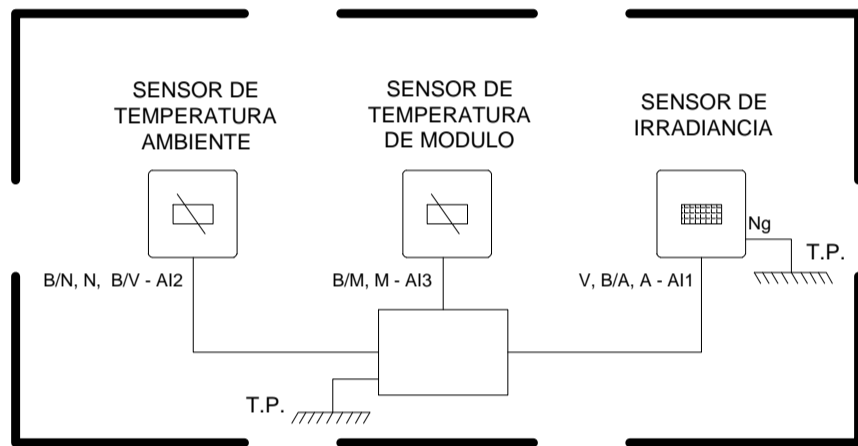 SENSOR DE
TEMPERATURA
AMBIENTE
SENSOR DE
TEMPERATURA
DE MODULO
SENSOR DE
IRRADIANCIA
Ng
T.P.
B/N, N, B/V - AI2
B/M, M - AI3
V, B/A, A - AI1
T.P.